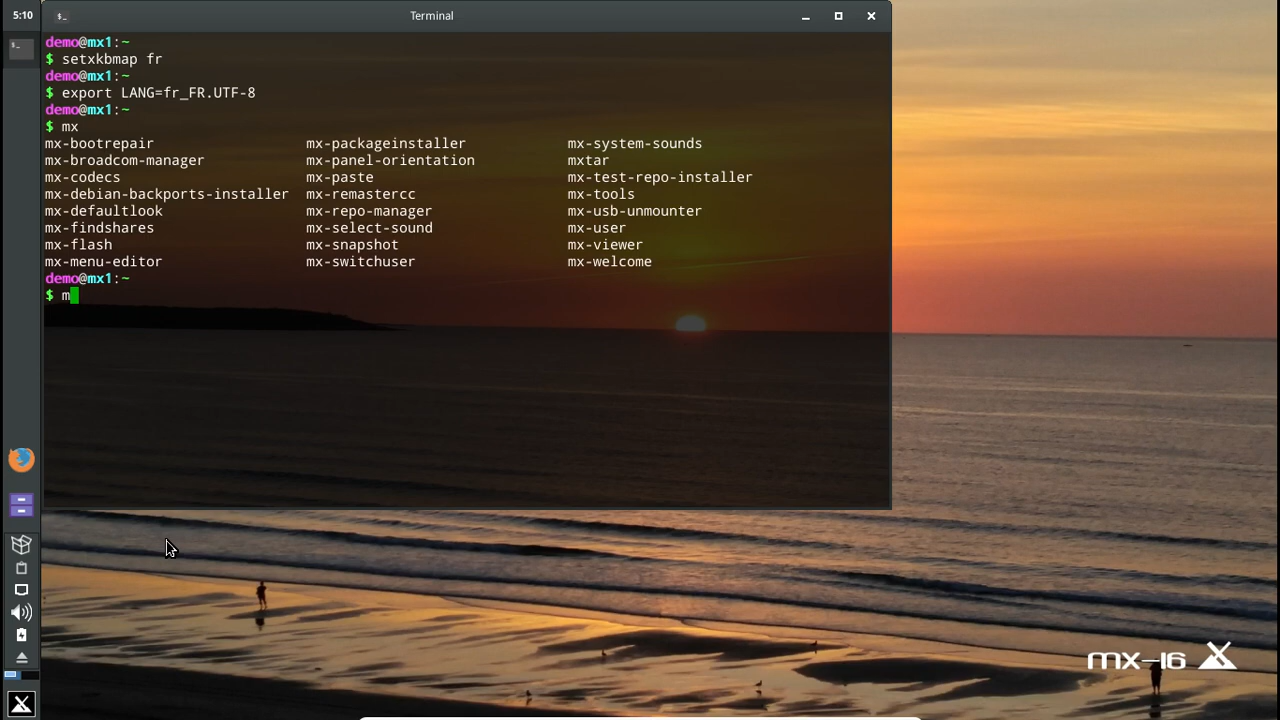 5:10
Terminal
demo@mx1:~
$ setxkbmap fr
demo@mx1:~
$ export LANG=fr_FR.UTF-8
demo@mx1:~
$ mx
mx-bootrepair mx-packageinstaller mx-system-sounds
mx-broadcom-manager mx-panel-orientation mxtar
mx-codecs mx-paste mx-test-repo-installer
mx-debian-backports-installer mx-remastercc mx-tools
mx-defaultlook mx-repo-manager mx-usb-unmounter
mx-findshares mx-select-sound mx-user
mx-flash mx-snapshot mx-viewer
mx-menu-editor mx-switchuser mx-welcome
demo@mx1:~
$ m
mx-16